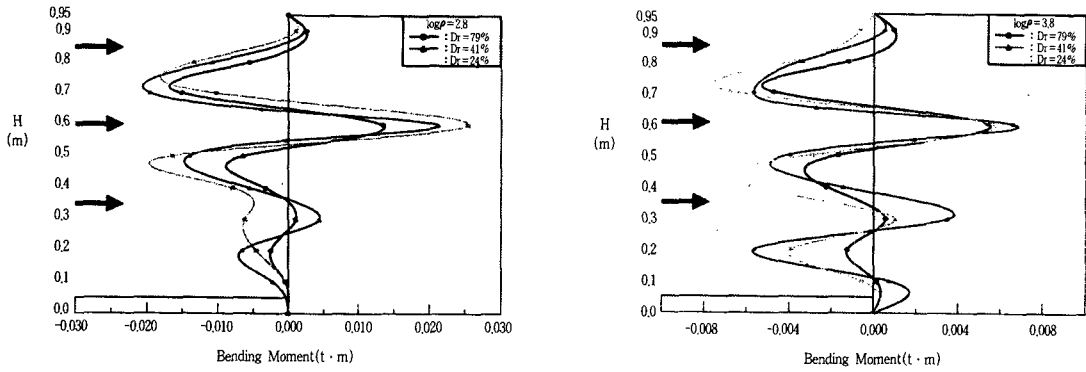 logρ=2.8
: Dr=79%
: Dr=41%
: Dr=24%
0.95
0.9
0.8
0.7
H
(m)
0.6
0.5
0.4
0.3
0.2
0.1
0.0
-0.030
-0.020
-0.010
0.000
0.010
0.020
0.030
Bending Moment(t · m)
logρ=3.8
: Dr=79%
: Dr=41%
: Dr=24%
0.95
0.9
0.8
0.7
H
(m)
0.6
0.5
0.4
0.3
0.2
0.1
0.0
-0.008
-0.004
0.000
0.004
0.008
Bending Moment(t · m)